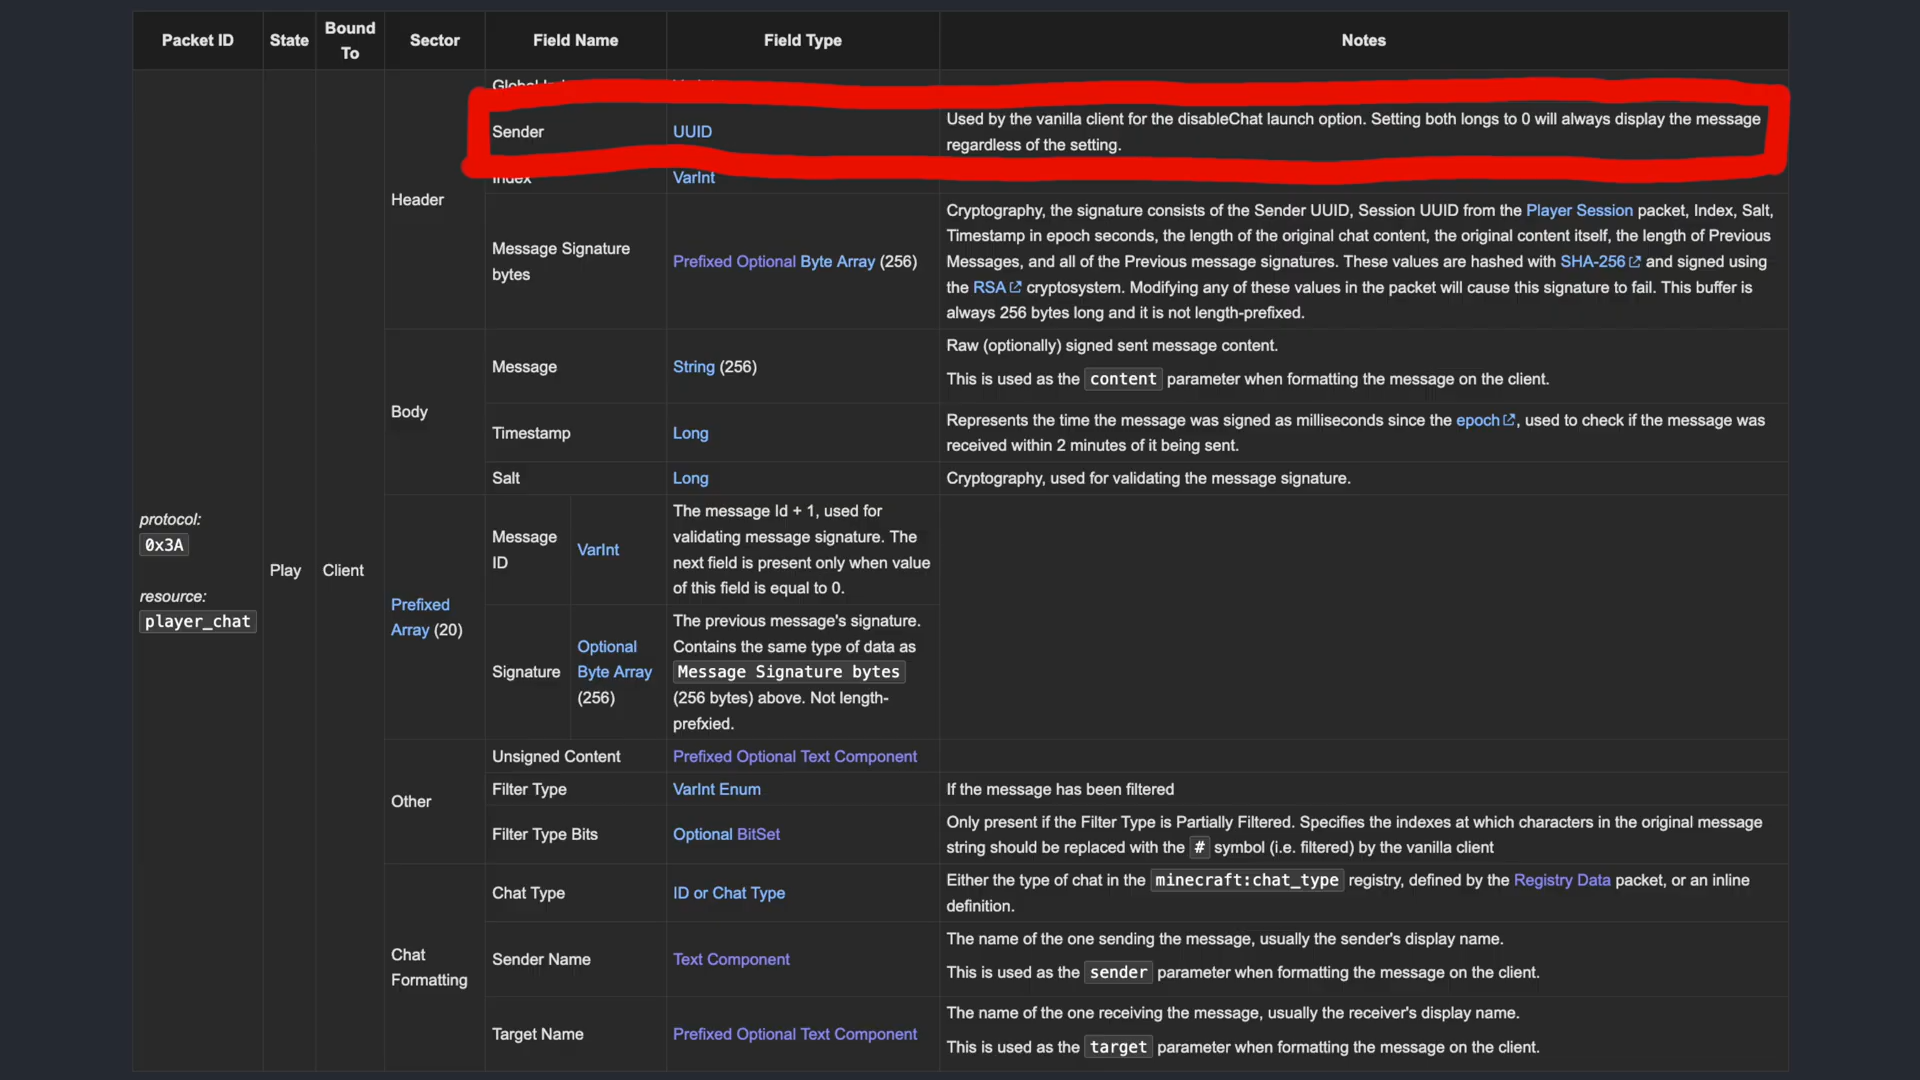 Packet ID
State
Bound
To
Sector
Field Name
Field Type
Notes
protocol:
0x3A
resource:
player_chat
Play
Client
Header
Sender
UUID
Used by the vanilla client for the disableChat launch option. Setting both longs to 0 will always display the message
regardless of the setting.
Index
VarInt
Message Signature
bytes
Prefixed Optional Byte Array (256)
Cryptography, the signature consists of the Sender UUID, Session UUID from the Player Session packet, Index, Salt,
Timestamp in epoch seconds, the length of the original chat content, the original content itself, the length of Previous
Messages, and all of the Previous message signatures. These values are hashed with SHA-256 and signed using
the RSA cryptosystem. Modifying any of these values in the packet will cause this signature to fail. This buffer is
always 256 bytes long and it is not length-prefixed.
Body
Message
String (256)
Raw (optionally) signed sent message content.
This is used as the content parameter when formatting the message on the client.
Timestamp
Long
Represents the time the message was signed as milliseconds since the epoch, used to check if the message was
received within 2 minutes of it being sent.
Salt
Long
Cryptography, used for validating the message signature.
Prefixed
Array (20)
Message
ID
VarInt
The message Id + 1, used for
validating message signature. The
next field is present only when value
of this field is equal to 0.
Signature
Optional
Byte Array
(256)
The previous message's signature.
Contains the same type of data as
Message Signature bytes
(256 bytes) above. Not length-
prefxied.
Other
Unsigned Content
Prefixed Optional Text Component
Filter Type
VarInt Enum
If the message has been filtered
Filter Type Bits
Optional BitSet
Only present if the Filter Type is Partially Filtered. Specifies the indexes at which characters in the original message
string should be replaced with the # symbol (i.e. filtered) by the vanilla client
Chat
Formatting
Chat Type
ID or Chat Type
Either the type of chat in the minecraft:chat_type registry, defined by the Registry Data packet, or an inline
definition.
Sender Name
Text Component
The name of the one sending the message, usually the sender's display name.
This is used as the sender parameter when formatting the message on the client.
Target Name
Prefixed Optional Text Component
The name of the one receiving the message, usually the receiver's display name.
This is used as the target parameter when formatting the message on the client.